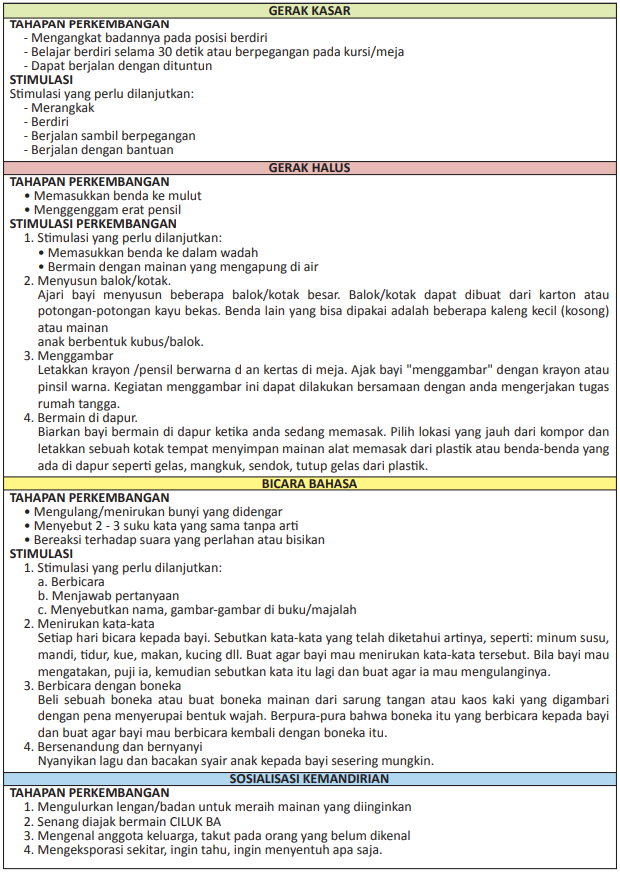 GERAK KASAR
TAHAPAN PERKEMBANGAN
- Mengangkat badannya pada posisi berdiri
- Belajar berdiri selama 30 detik atau berpegangan pada kursi/meja
- Dapat berjalan dengan dituntun
STIMULASI
Stimulasi yang perlu dilanjutkan:
- Merangkak
- Berdiri
- Berjalan sambil berpegangan
- Berjalan dengan bantuan
GERAK HALUS
TAHAPAN PERKEMBANGAN
• Memasukkan benda ke mulut
• Menggenggam erat pensil
STIMULASI PERKEMBANGAN
1. Stimulasi yang perlu dilanjutkan:
• Memasukkan benda ke dalam wadah
• Bermain dengan mainan yang mengapung di air
2. Menyusun balok/kotak.
Ajari bayi menyusun beberapa balok/kotak besar. Balok/kotak dapat dibuat dari karton atau
potongan-potongan kayu bekas. Benda lain yang bisa dipakai adalah beberapa kaleng kecil (kosong)
atau mainan
anak berbentuk kubus/balok.
3. Menggambar
Letakkan krayon /pensil berwarna d an kertas di meja. Ajak bayi "menggambar" dengan krayon atau
pinsil warna. Kegiatan menggambar ini dapat dilakukan bersamaan dengan anda mengerjakan tugas
rumah tangga.
4. Bermain di dapur.
Biarkan bayi bermain di dapur ketika anda sedang memasak. Pilih lokasi yang jauh dari kompor dan
letakkan sebuah kotak tempat menyimpan mainan alat memasak dari plastik atau benda-benda yang
ada di dapur seperti gelas, mangkuk, sendok, tutup gelas dari plastik.
BICARA BAHASA
TAHAPAN PERKEMBANGAN
• Mengulang/menirukan bunyi yang didengar
• Menyebut 2 - 3 suku kata yang sama tanpa arti
• Bereaksi terhadap suara yang perlahan atau bisikan
STIMULASI
1. Stimulasi yang perlu dilanjutkan:
a. Berbicara
b. Menjawab pertanyaan
c. Menyebutkan nama, gambar-gambar di buku/majalah
2. Menirukan kata-kata
Setiap hari bicara kepada bayi. Sebutkan kata-kata yang telah diketahui artinya, seperti: minum susu,
mandi, tidur, kue, makan, kucing dll. Buat agar bayi mau menirukan kata-kata tersebut. Bila bayi mau
mengatakan, puji ia, kemudian sebutkan kata itu lagi dan buat agar ia mau mengulanginya.
3. Berbicara dengan boneka
Beli sebuah boneka atau buat boneka mainan dari sarung tangan atau kaos kaki yang digambari
dengan pena menyerupai bentuk wajah. Berpura-pura bahwa boneka itu yang berbicara kepada bayi
dan buat agar bayi mau berbicara kembali dengan boneka itu.
4. Bersenandung dan bernyanyi
Nyanyikan lagu dan bacakan syair anak kepada bayi sesering mungkin.
SOSIALISASI KEMANDIRIAN
TAHAPAN PERKEMBANGAN
1. Mengulurkan lengan/badan untuk meraih mainan yang diinginkan
2. Senang diajak bermain CILUK BA
3. Mengenal anggota keluarga, takut pada orang yang belum dikenal
4. Mengeksporasi sekitar, ingin tahu, ingin menyentuh apa saja.